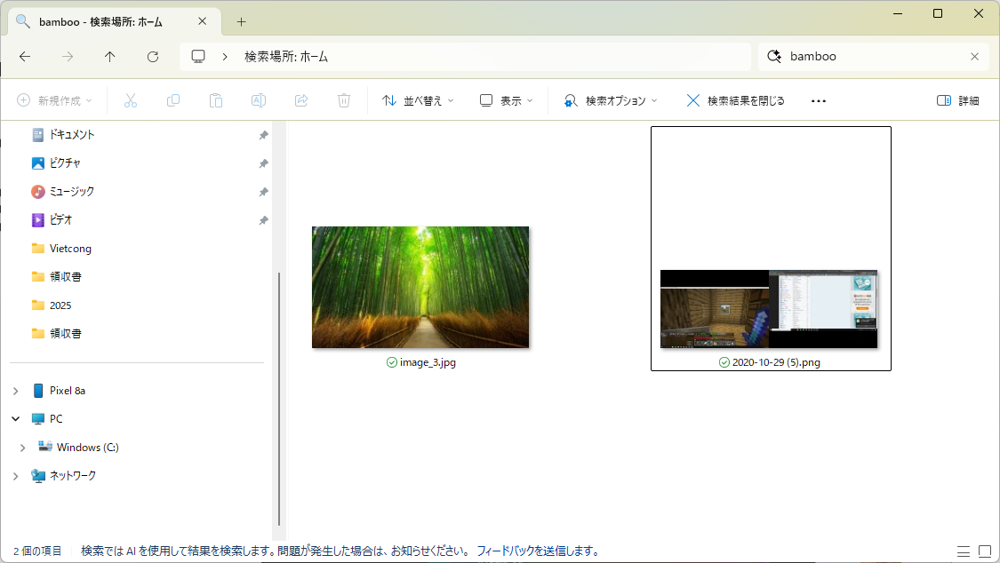 bamboo - 検索場所: ホーム
検索場所: ホーム
bamboo
新規作成
並べ替え
表示
検索オプション
検索結果を閉じる
詳細
ドキュメント
ピクチャ
ミュージック
ビデオ
Vietcong
領収書
2025
領収書
Pixel 8a
PC
Windows (C:)
ネットワーク
image_3.jpg
2020-10-29 (5).png
2 個の項目
検索では AI を使用して結果を検索します。問題が発生した場合は、お知らせください。 フィードバックを送信します。